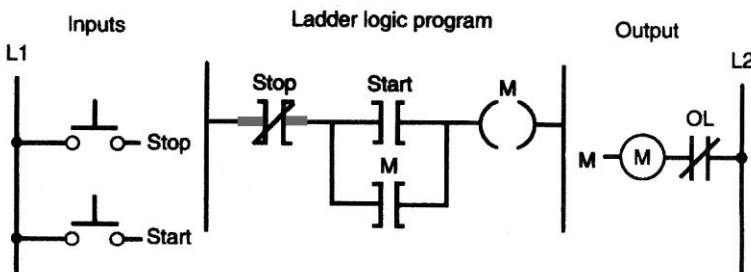 Inputs
Ladder logic program
Output
L1
L2
Stop
Start
M
OL
Stop
M
M
M
Start